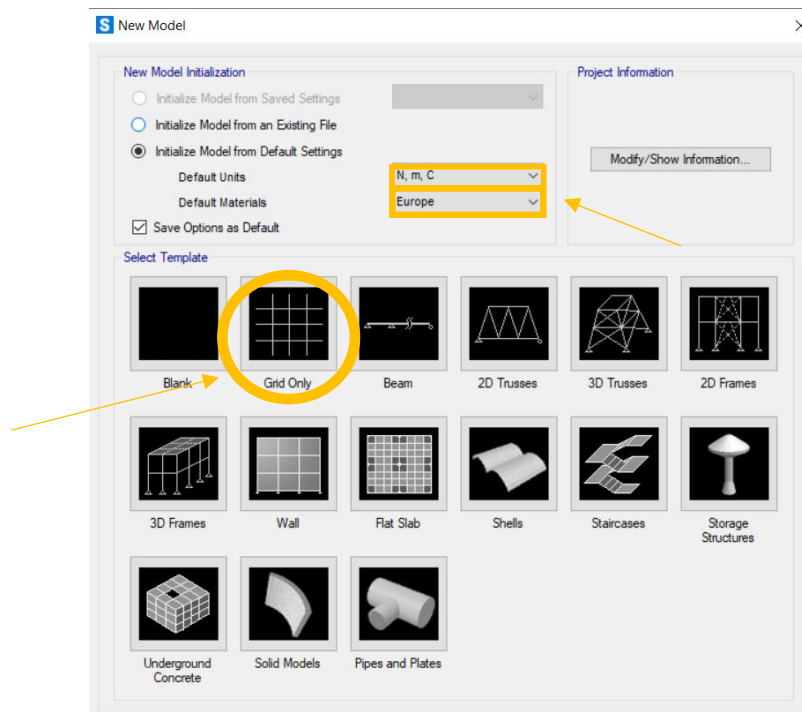 New Model
New Model Initialization
Initialize Model from Saved Settings
Initialize Model from an Existing File
Initialize Model from Default Settings
Default Units
N, m, C
Default Materials
Europe
Save Options as Default
Project Information
Modify/Show Information...
Select Template
Blank
Grid Only
Beam
2D Trusses
3D Trusses
2D Frames
3D Frames
Wall
Flat Slab
Shells
Staircases
Storage
Structures
Underground
Concrete
Solid Models
Pipes and Plates